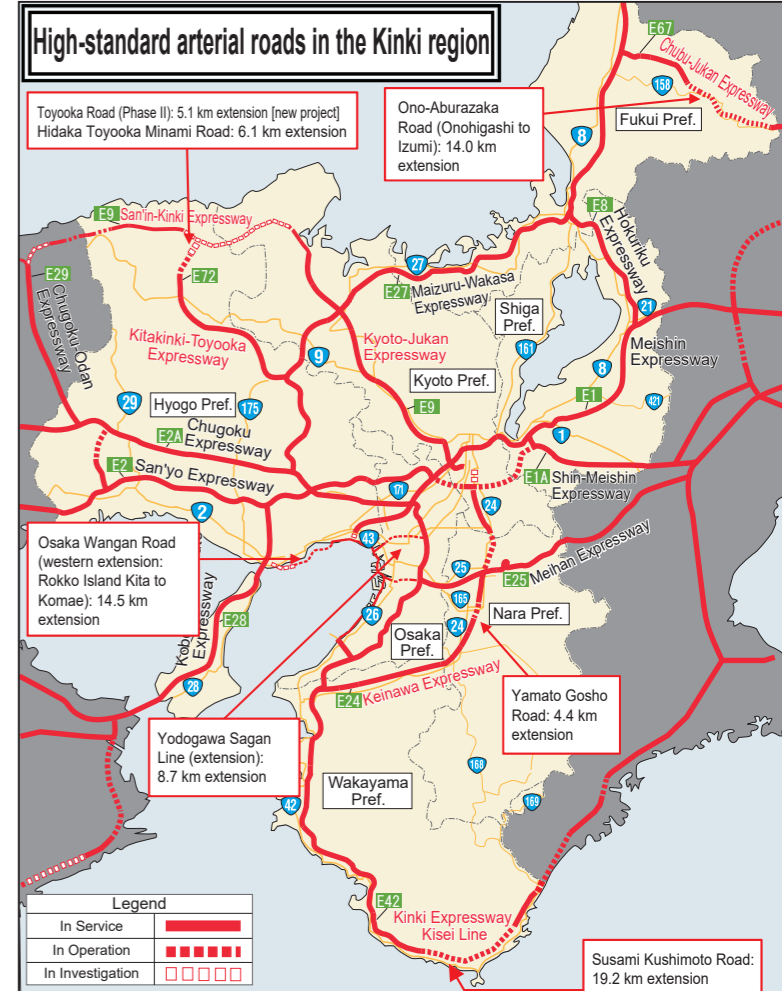 High-standard arterial roads in the Kinki region
E67
Chubu-Jukan Expressway
158
Toyooka Road (Phase II): 5.1 km extension [new project]
Hidaka Toyooka Minami Road: 6.1 km extension
Ono-Aburazaka
Road (Onohigashi to
Izumi): 14.0 km
extension
Fukui Pref.
8
E9
San'in-Kinki Expressway
E8
Hokuriku
Expressway
E29
Chugoku-Odan
Expressway
E72
27
E27
Maizuru-Wakasa
Expressway
21
Shiga
Pref.
Kitakinki-Toyooka
Expressway
Kyoto-Jukan
Expressway
161
Meishin
Expressway
9
8
Kyoto Pref.
29
Hyogo Pref.
175
E9
E1
421
E2A
Chugoku
Expressway
1
E2
San'yo Expressway
E1A
Shin-Meishin
Expressway
171
24
2
43
Osaka Wangan Road
(western extension:
Rokko Island Kita to
Komae): 14.5 km
extension
25
E25
Meihan Expressway
165
26
Nara Pref.
E28
Expressway
24
Osaka
Pref.
28
E24
Keinawa Expressway
Yamato Gosho
Road: 4.4 km
extension
Yodogawa Sagan
Line (extension):
8.7 km extension
168
Wakayama
Pref.
42
169
Legend
In Service
In Operation
In Investigation
E42
Kinki Expressway
Kisei Line
Susami Kushimoto Road:
19.2 km extension